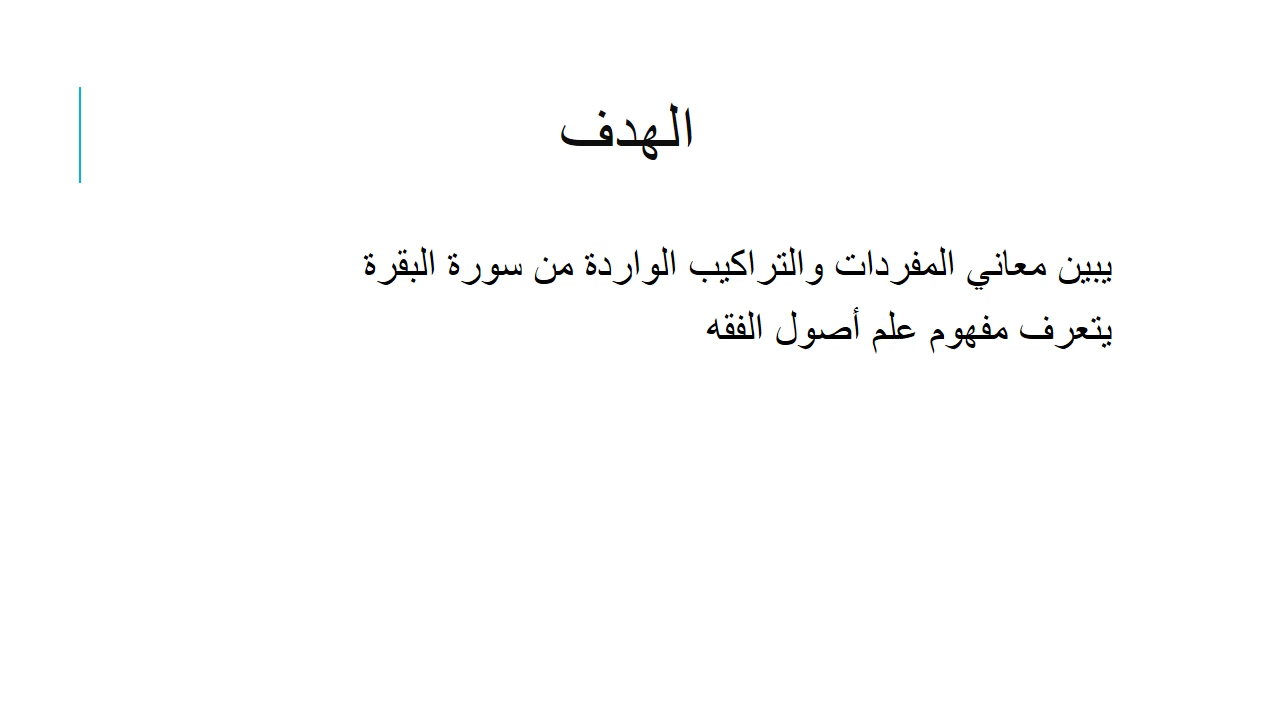 الهدف
يبين معاني المفردات والتراكيب الواردة من سورة البقرة
يتعرف مفهوم علم أصول الفقه